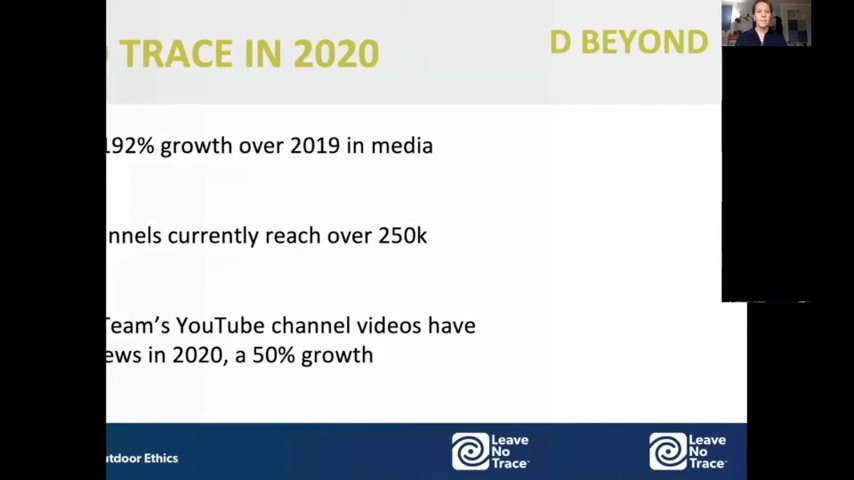 TRACE IN 2020
D BEYOND
192% growth over 2019 in media
nnels currently reach over 250k
Team’s YouTube channel videos have
ews in 2020, a 50% growth
utdoor Ethics
Leave
No
Trace
Leave
No
Trace